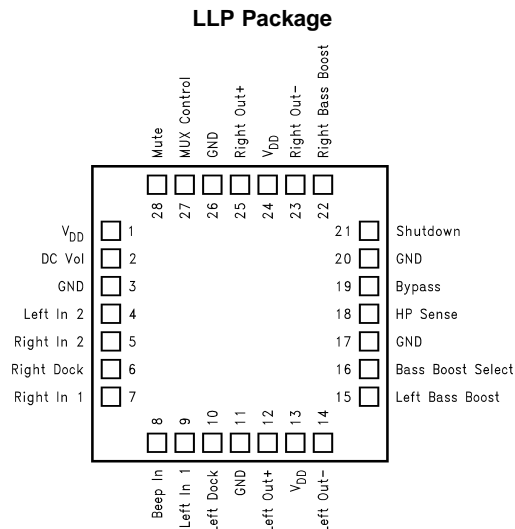 LLP Package
Mute
MUX Control
GND
Right Out+
VDD
Right Out-
Right Bass Boost
28
27
26
25
24
23
22
VDD 1
DC Vol 2
GND 3
Left In 2 4
Right In 2 5
Right Dock 6
Right In 1 7
21 Shutdown
20 GND
19 Bypass
18 HP Sense
17 GND
16 Bass Boost Select
15 Left Bass Boost
8
9
10
11
12
13
14
Beep In
Left In 1
Left Dock
GND
Left Out+
VDD
Left Out-